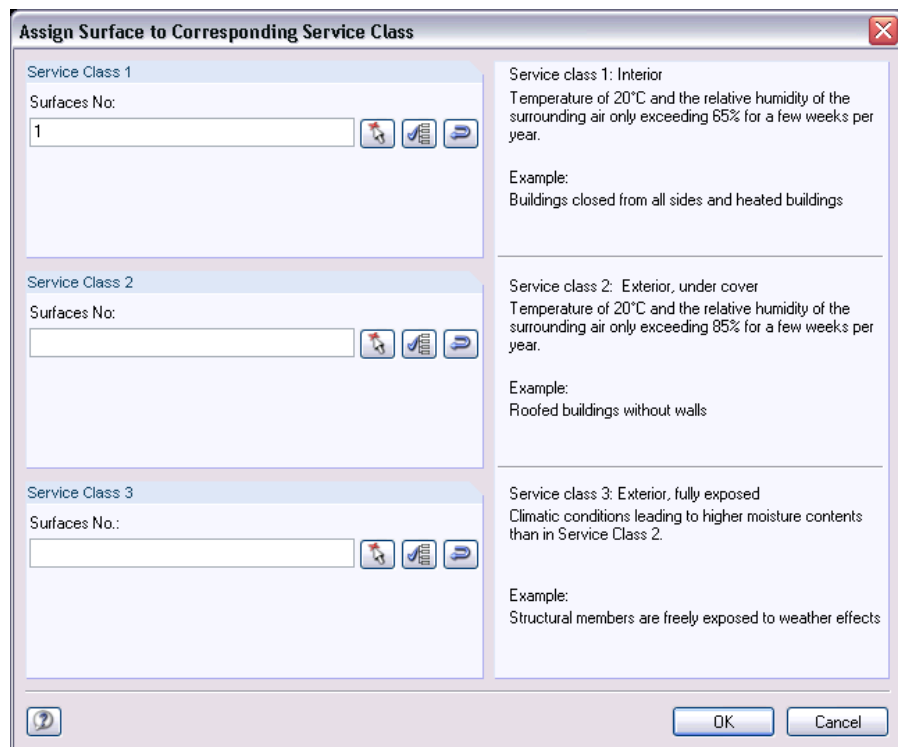 Assign Surface to Corresponding Service Class
Service Class 1
Surfaces No:
1
Service class 1: Interior
Temperature of 20°C and the relative humidity of the
surrounding air only exceeding 65% for a few weeks per
year.
Example:
Buildings closed from all sides and heated buildings
Service Class 2
Surfaces No:
Service class 2:  Exterior, under cover
Temperature of 20°C and the relative humidity of the
surrounding air only exceeding 85% for a few weeks per
year.
Example:
Roofed buildings without walls
Service Class 3
Surfaces No.:
Service class 3: Exterior, fully exposed
Climatic conditions leading to higher moisture contents
than in Service Class 2.
Example:
Structural members are freely exposed to weather effects
OK
Cancel